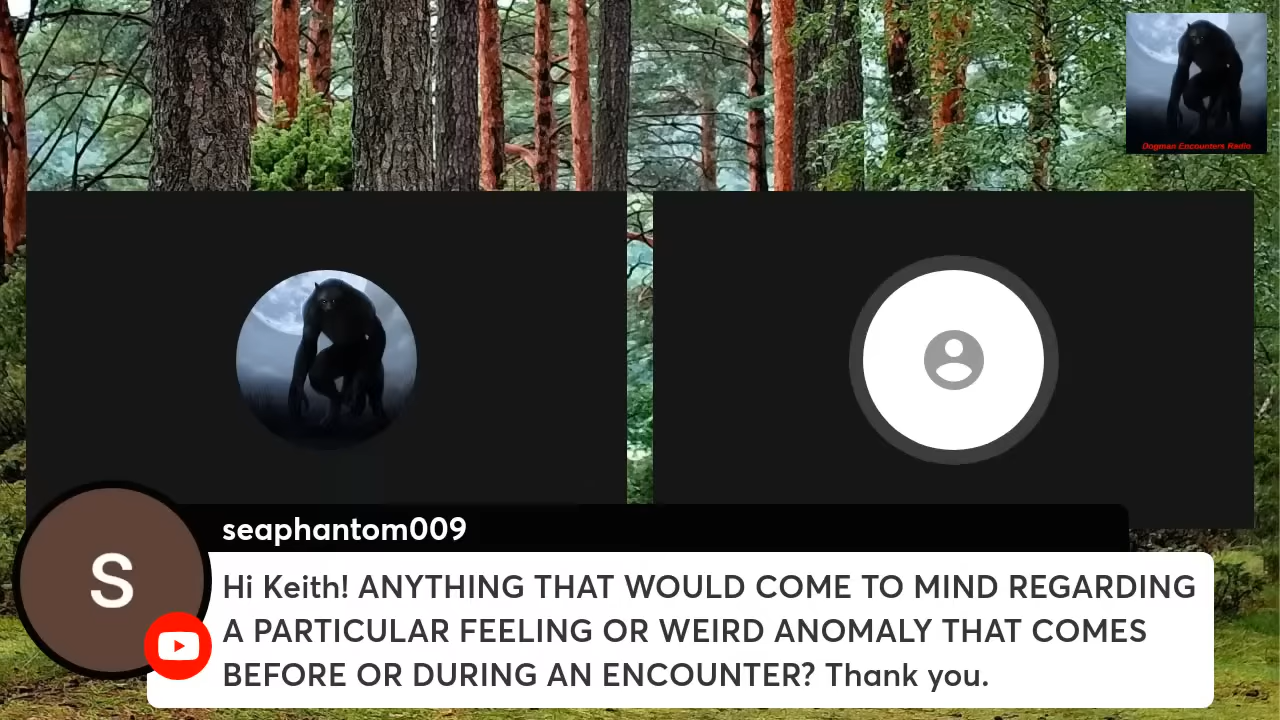 Dogman Encounters Radio
S
seaphantom009
Hi Keith! ANYTHING THAT WOULD COME TO MIND REGARDING
A PARTICULAR FEELING OR WEIRD ANOMALY THAT COMES
BEFORE OR DURING AN ENCOUNTER? Thank you.